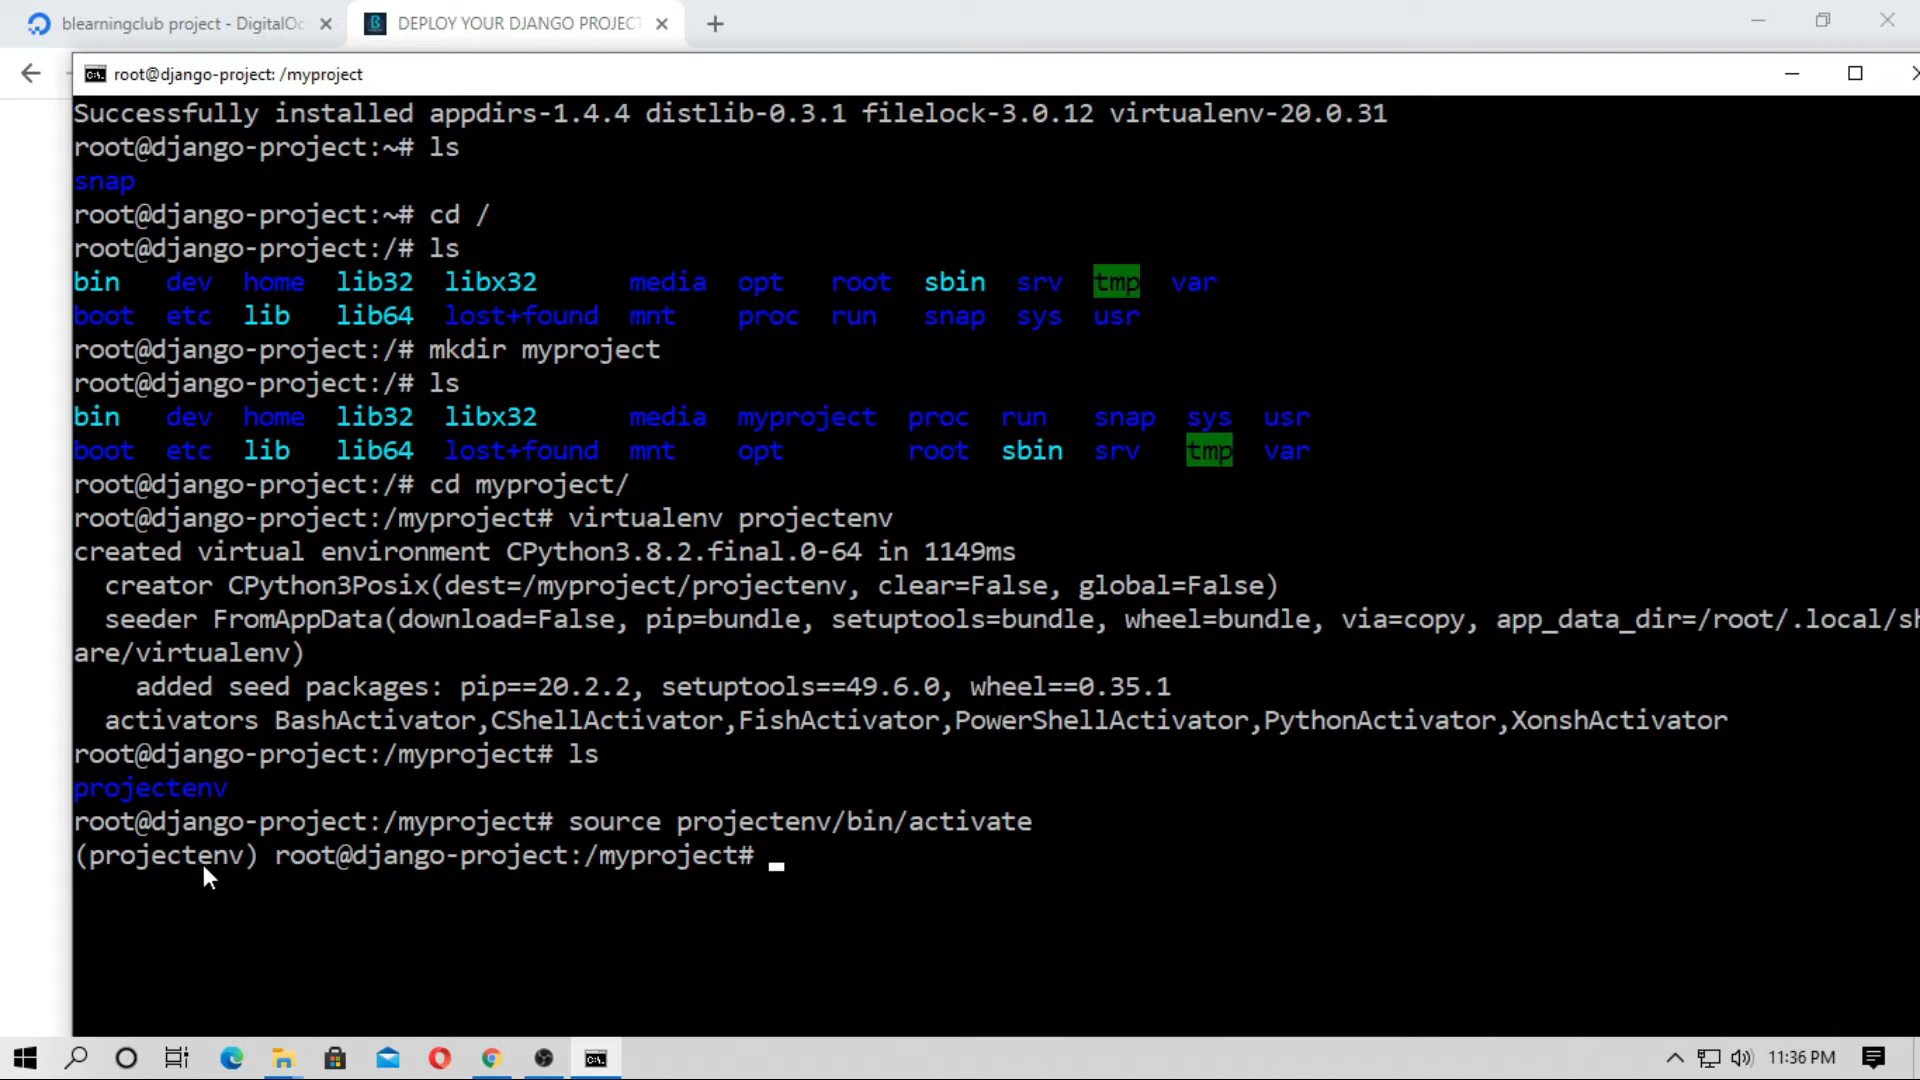 blearningclub project - DigitalOc
DEPLOY YOUR DJANGO PROJECT
root@django-project: /myproject
Successfully installed appdirs-1.4.4 distlib-0.3.1 filelock-3.0.12 virtualenv-20.0.31
root@django-project:~# ls
snap
root@django-project:~# cd /
root@django-project:/# ls
bin dev home lib32 libx32 media opt root sbin srv tmp var
boot etc lib lib64 lost+found mnt proc run snap sys usr
root@django-project:/# mkdir myproject
root@django-project:/# ls
bin dev home lib32 libx32 media myproject proc run snap sys usr
boot etc lib lib64 lost+found mnt opt root sbin srv tmp var
root@django-project:/# cd myproject/
root@django-project:/myproject# virtualenv projectenv
created virtual environment CPython3.8.2.final.0-64 in 1149ms
creator CPython3Posix(dest=/myproject/projectenv, clear=False, global=False)
seeder FromAppData(download=False, pip=bundle, setuptools=bundle, wheel=bundle, via=copy, app_data_dir=/root/.local/sh
are/virtualenv)
added seed packages: pip==20.2.2, setuptools==49.6.0, wheel==0.35.1
activators BashActivator,CShellActivator,FishActivator,PowerShellActivator,PythonActivator,XonshActivator
root@django-project:/myproject# ls
projectenv
root@django-project:/myproject# source projectenv/bin/activate
(projectenv) root@django-project:/myproject#
11:36 PM